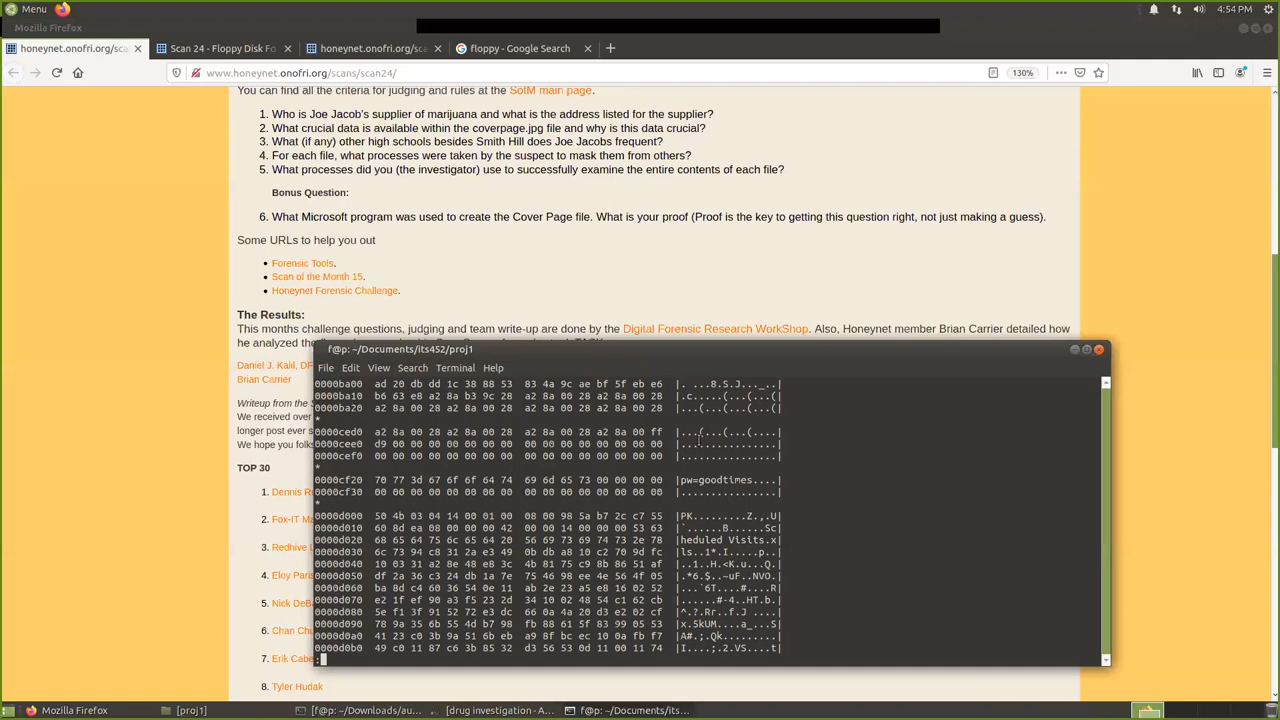 Menu
4:54 PM
Mozilla Firefox
honeynet.onofri.org/sca
Scan 24 - Floppy Disk Fo
honeynet.onofri.org/sca
floppy - Google Search
www.honeynet.onofri.org/scans/scan24/
130%
You can find all the criteria for judging and rules at the SotM main page.
1. Who is Joe Jacob's supplier of marijuana and what is the address listed for the supplier?
2. What crucial data is available within the coverpage.jpg file and why is this data crucial?
3. What (if any) other high schools besides Smith Hill does Joe Jacobs frequent?
4. For each file, what processes were taken by the suspect to mask them from others?
5. What processes did you (the investigator) use to successfully examine the entire contents of each file?
Bonus Question:
6. What Microsoft program was used to create the Cover Page file. What is your proof (Proof is the key to getting this question right, not just making a guess).
Some URLs to help you out
Forensic Tools.
Scan of the Month 15.
Honeynet Forensic Challenge.
The Results:
This months challenge questions, judging and team write-up are done by the Digital Forensic Research WorkShop. Also, Honeynet member Brian Carrier detailed how
he analyzed the
Daniel J. Kalil, DF
Brian Carrier
Writeup from the S
We received over
longer post ever s
We hope you folks
TOP 30
1. Dennis Ru
2. Fox-IT Ma
3. Redhive L
4. Eloy Paris
5. Nick DeBa
6. Chan Chu
7. Erik Cabe
8. Tyler Hudak
f@p: ~/Documents/its452/proj1
File Edit View Search Terminal Help
0000ba00 ad 20 db dd 1c 38 88 53 83 4a 9c ae bf 5f eb e6 |. ...8.S.J..._..|
0000ba10 b6 63 e8 a2 8a b3 9c 28 a2 8a 00 28 a2 8a 00 28 |.c.....(...(...(|
0000ba20 a2 8a 00 28 a2 8a 00 28 a2 8a 00 28 a2 8a 00 28 |...(...(...(...(|
*
0000ced0 a2 8a 00 28 a2 8a 00 28 a2 8a 00 28 a2 8a 00 ff |...(...(...(....|
0000cee0 d9 00 00 00 00 00 00 00 00 00 00 00 00 00 00 00 |................|
0000cef0 00 00 00 00 00 00 00 00 00 00 00 00 00 00 00 00 |................|
*
0000cf20 70 77 3d 67 6f 6f 64 74 69 6d 65 73 00 00 00 00 |pw=goodtimes....|
0000cf30 00 00 00 00 00 00 00 00 00 00 00 00 00 00 00 00 |................|
*
0000d000 50 4b 03 04 14 00 01 00 08 00 98 5a b7 2c c7 55 |PK.........Z.,.U|
0000d010 60 8d ea 08 00 00 00 42 00 00 14 00 00 00 53 63 |`......B......Sc|
0000d020 68 65 64 75 6c 65 64 20 56 69 73 69 74 73 2e 78 |heduled Visits.x|
0000d030 6c 73 94 c8 31 2a e3 49 0b db a8 10 c2 70 9d fc |ls..1*.I.....p..|
0000d040 10 03 31 a2 8e 48 e8 3c 4b 81 75 c9 8b 86 51 af |..1..H.<K.u...Q.|
0000d050 df 2a 36 c3 24 db 1a 7e 75 46 98 ee 4e 56 4f 05 |.*6.$..~uF..NVO.|
0000d060 ba 8d c4 60 36 54 0e 11 ab 2e 23 a5 e8 16 02 52 |...`6T....#....R|
0000d070 e2 1f ef 90 a3 f5 23 2d 34 10 02 48 54 c1 62 cb |......#-4..HT.b.|
0000d080 5e f1 3f 91 52 72 e3 dc 66 0a 4a 20 d3 e2 02 cf |^.?.Rr..f.J ....|
0000d090 78 9a 35 6b 55 4d b7 98 fb 88 61 5f 83 99 05 53 |x.5kUM....a_...S|
0000d0a0 41 23 c0 3b 9a 51 6b eb a9 8f bc ec 10 0a fb f7 |A#.;.Qk.........|
0000d0b0 49 c0 11 87 c6 3b 85 32 d3 56 53 0d 11 00 11 74 |I....;.2.VS....t|
:
Mozilla Firefox
[proj1]
[f@p: ~/Downloads/au...
[drug investigation - A...
f@p: ~/Documents/its...